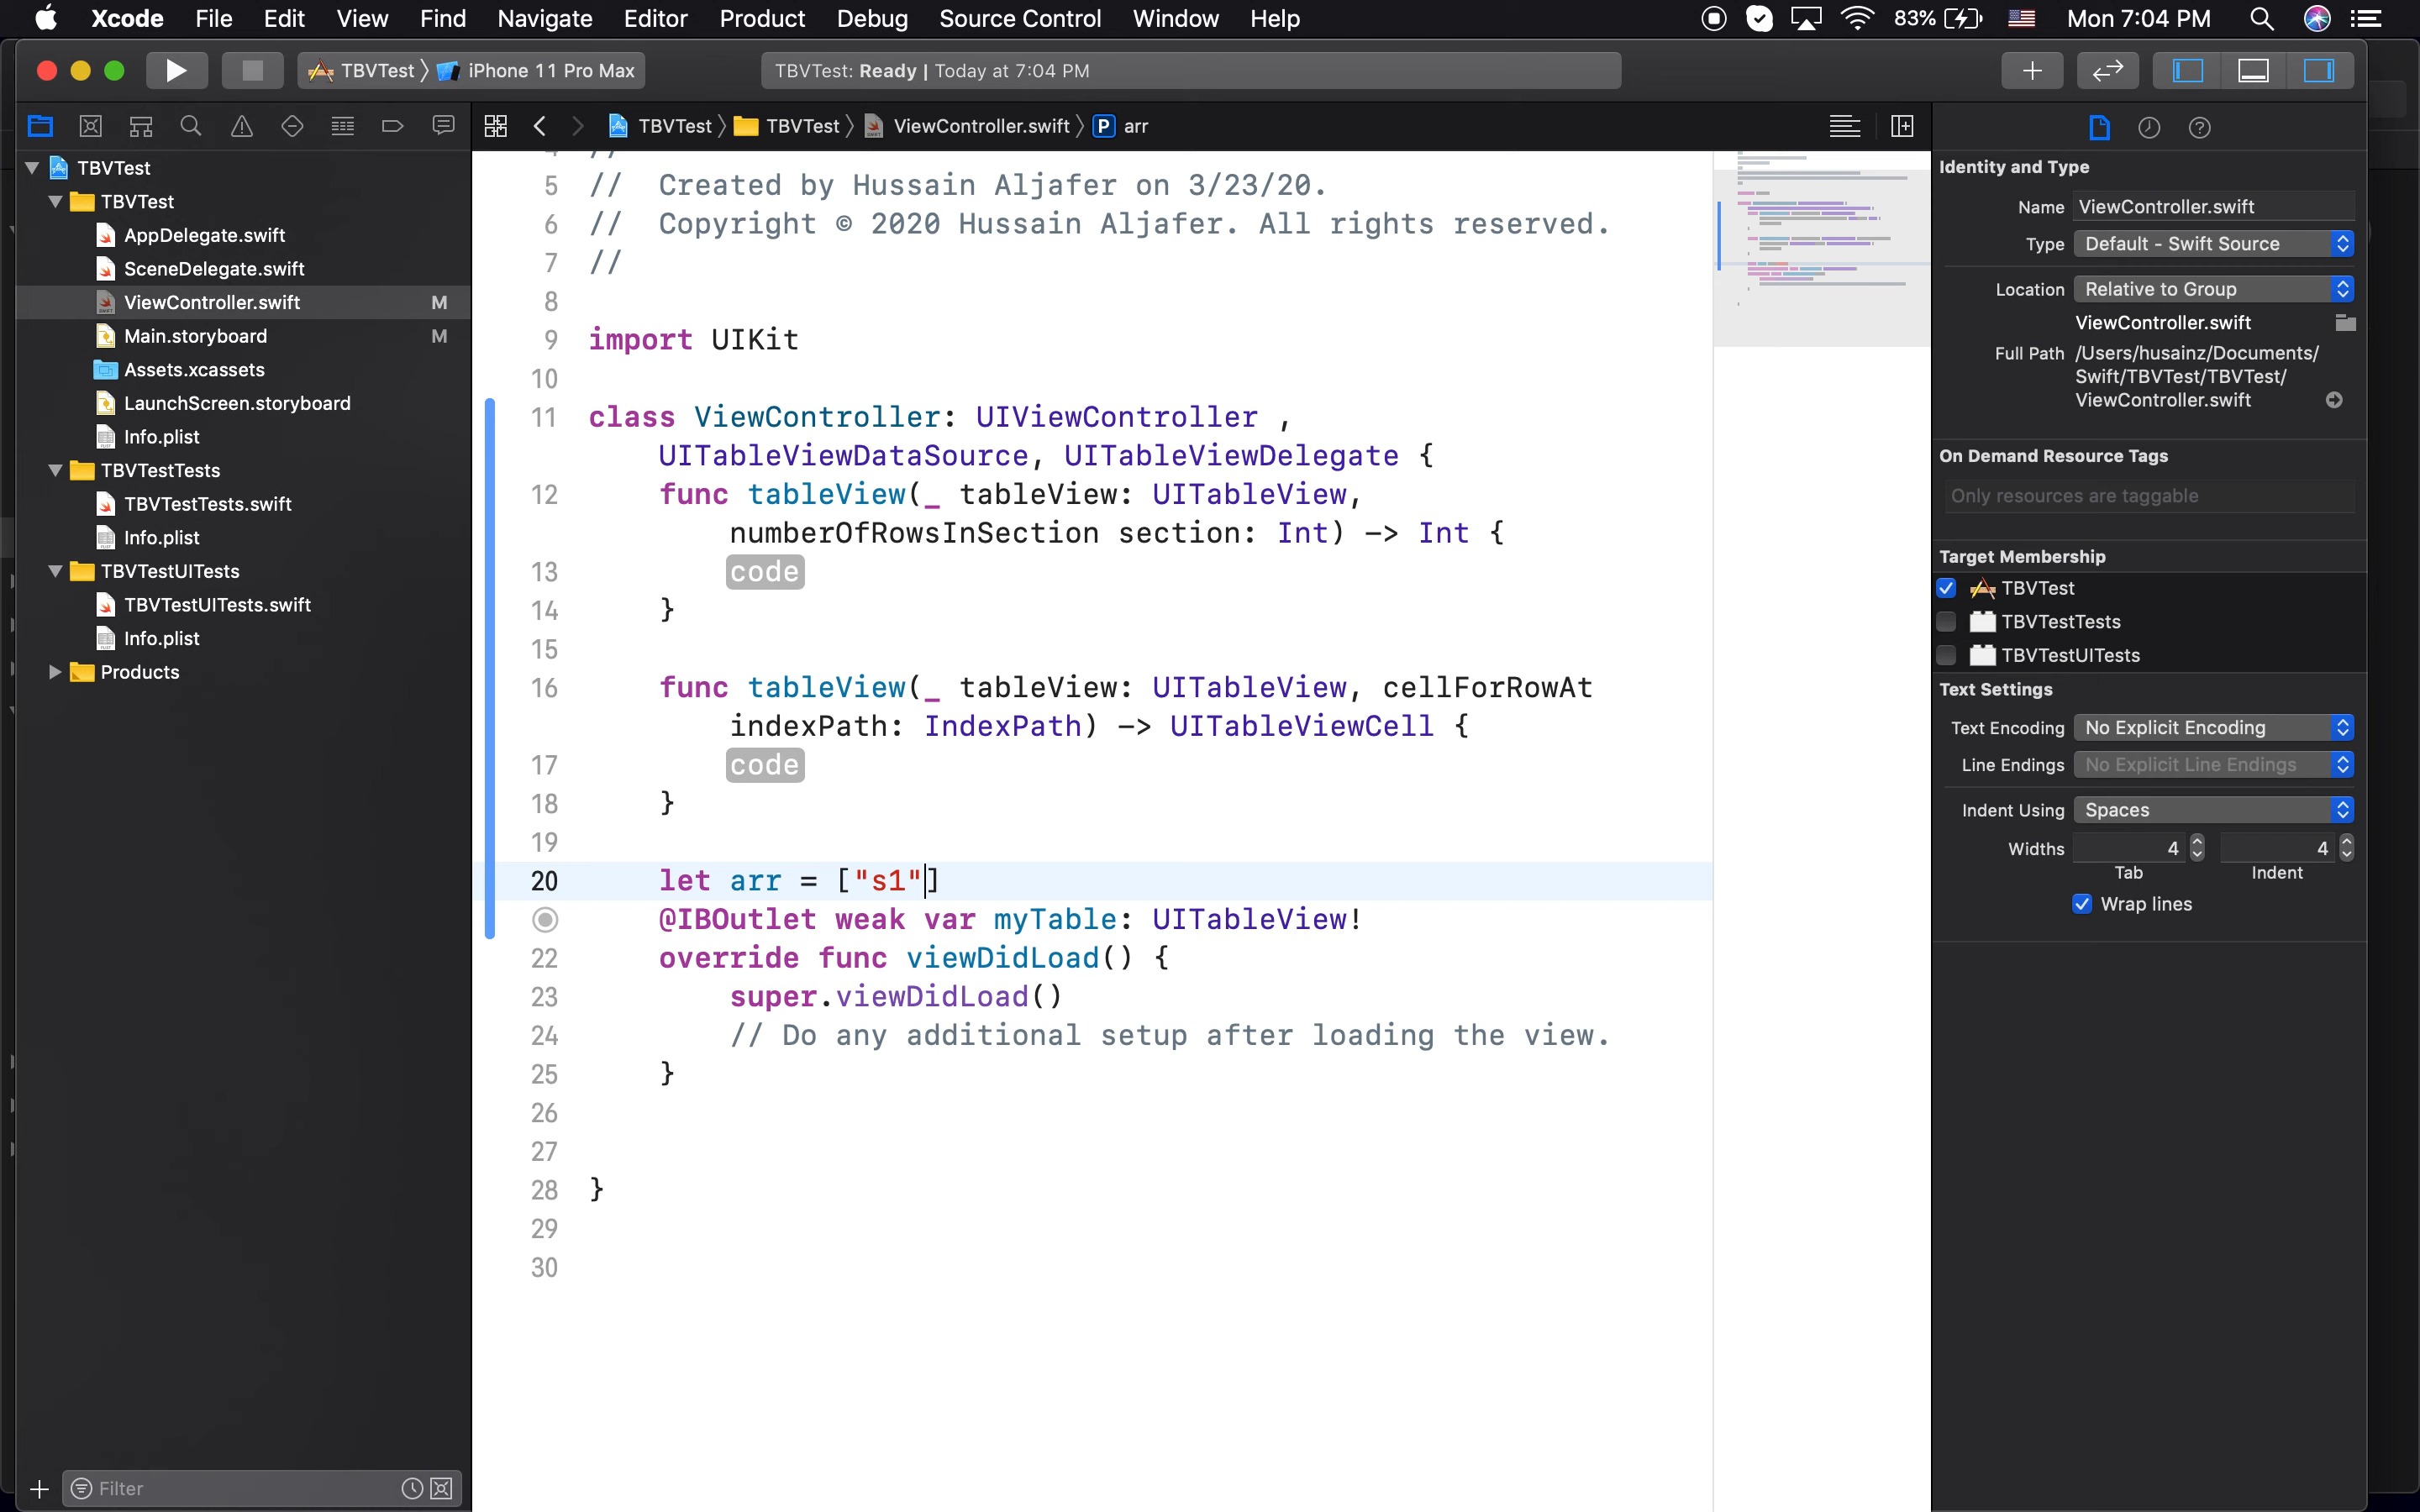 Xcode File Edit View Find Navigate Editor Product Debug Source Control Window Help 83% Mon 7:04 PM
TBVTest iPhone 11 Pro Max
TBVTest: Ready | Today at 7:04 PM
TBVTest TBVTest ViewController.swift P arr
TBVTest
TBVTest
AppDelegate.swift
SceneDelegate.swift
ViewController.swift M
Main.storyboard M
Assets.xcassets
LaunchScreen.storyboard
Info.plist
TBVTestTests
TBVTestTests.swift
Info.plist
TBVTestUITests
TBVTestUITests.swift
Info.plist
Products
Filter
5 // Created by Hussain Aljafer on 3/23/20.
6 // Copyright © 2020 Hussain Aljafer. All rights reserved.
7 //
8
9 import UIKit
10
11 class ViewController: UIViewController ,
UITableViewDataSource, UITableViewDelegate {
12 func tableView(_ tableView: UITableView,
numberOfRowsInSection section: Int) -> Int {
13 code
14 }
15
16 func tableView(_ tableView: UITableView, cellForRowAt
indexPath: IndexPath) -> UITableViewCell {
17 code
18 }
19
20 let arr = ["s1"]
@IBOutlet weak var myTable: UITableView!
22 override func viewDidLoad() {
23 super.viewDidLoad()
24 // Do any additional setup after loading the view.
25 }
26
27
28 }
29
30
Identity and Type
Name ViewController.swift
Type Default - Swift Source
Location Relative to Group
ViewController.swift
Full Path /Users/husainz/Documents/
Swift/TBVTest/TBVTest/
ViewController.swift
On Demand Resource Tags
Only resources are taggable
Target Membership
TBVTest
TBVTestTests
TBVTestUITests
Text Settings
Text Encoding No Explicit Encoding
Line Endings No Explicit Line Endings
Indent Using Spaces
Widths 4 4
Tab Indent
Wrap lines